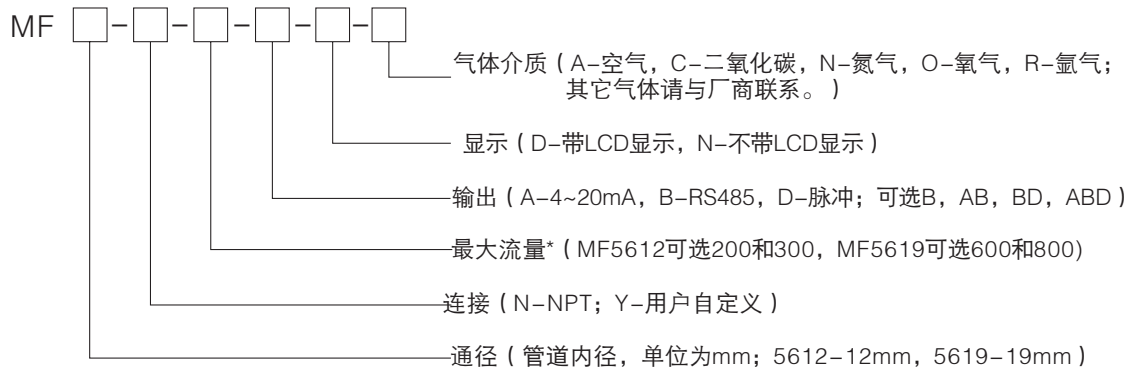 MF □-□-□-□-□-□
气体介质（A-空气，C-二氧化碳，N-氮气，O-氧气，R-氩气；
其它气体请与厂商联系。）
显示（D-带LCD显示，N-不带LCD显示）
输出（A-4~20mA，B-RS485，D-脉冲；可选B，AB，BD，ABD）
最大流量*（MF5612可选200和300，MF5619可选600和800)
连接（N-NPT；Y-用户自定义）
通径（管道内径，单位为mm；5612-12mm，5619-19mm）